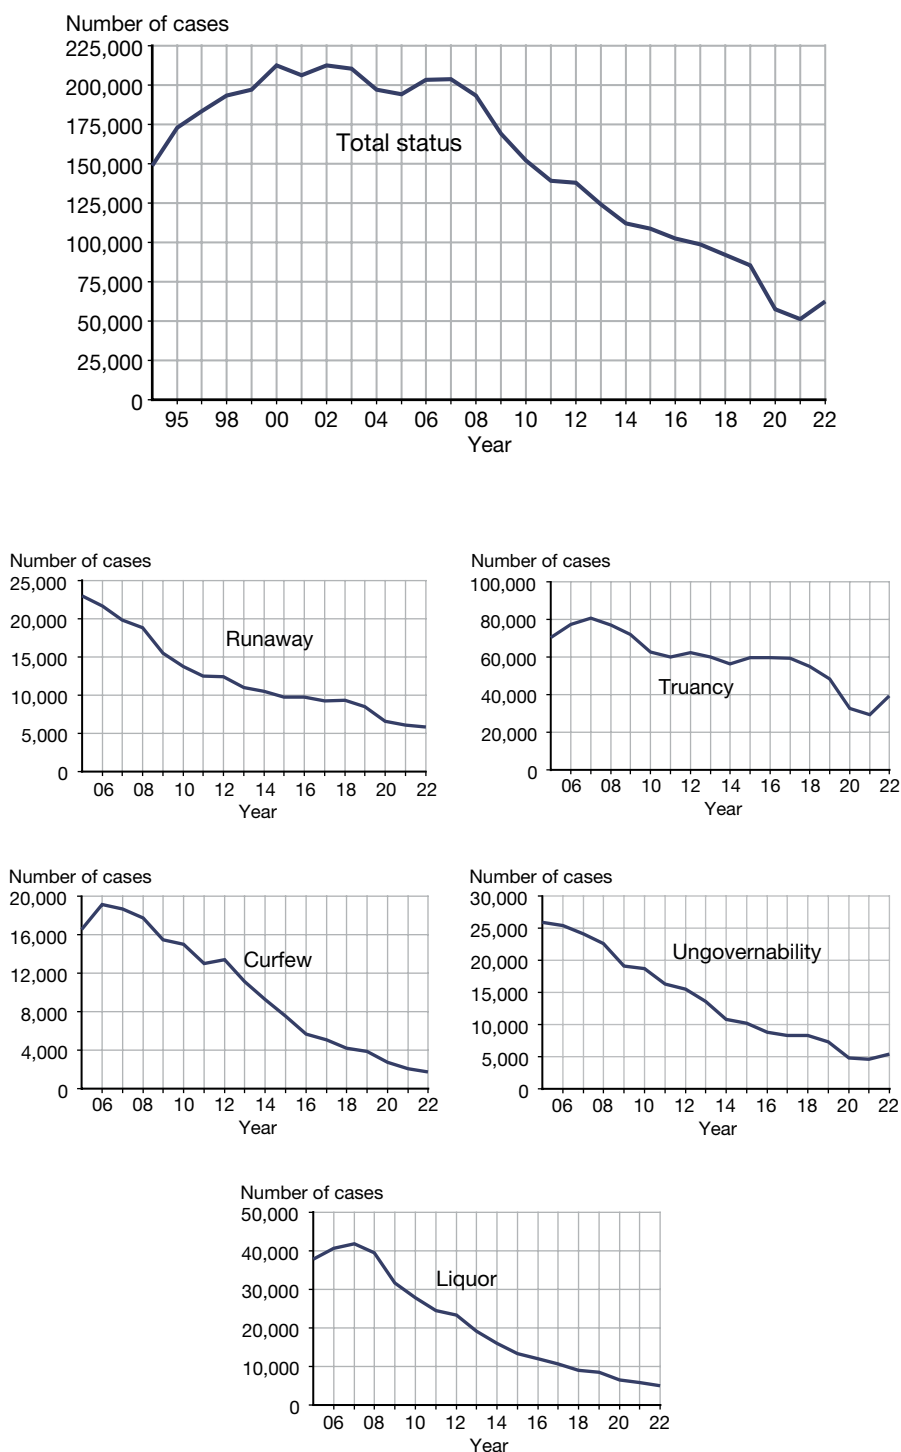 Number of cases
225,000
200,000
175,000
150,000
125,000
100,000
75,000
50,000
25,000
0
Total status
95 98 00 02 04 06 08 10 12 14 16 18 20 22
Year
Number of cases
25,000
20,000
15,000
10,000
5,000
0
Runaway
06 08 10 12 14 16 18 20 22
Year
Number of cases
100,000
80,000
60,000
40,000
20,000
0
Truancy
06 08 10 12 14 16 18 20 22
Year
Number of cases
20,000
16,000
12,000
8,000
4,000
0
Curfew
06 08 10 12 14 16 18 20 22
Year
Number of cases
30,000
25,000
20,000
15,000
10,000
5,000
0
Ungovernability
06 08 10 12 14 16 18 20 22
Year
Number of cases
50,000
40,000
30,000
20,000
10,000
0
Liquor
06 08 10 12 14 16 18 20 22
Year